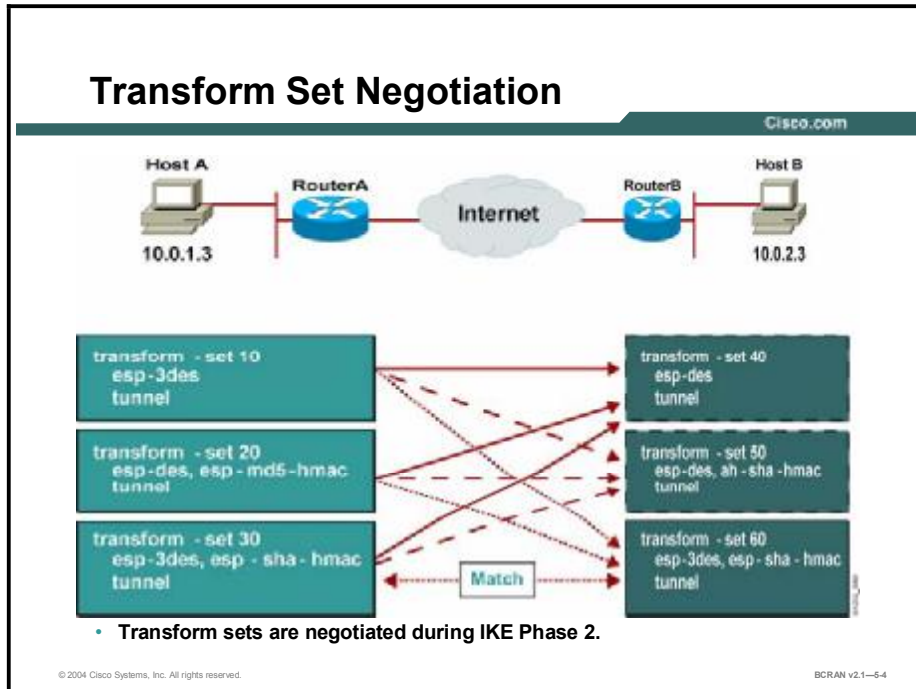 Transform Set Negotiation
Cisco.com
Host A
RouterA
Internet
RouterB
Host B
10.0.1.3
10.0.2.3
transform - set 10
esp-3des
tunnel
transform - set 20
esp-des, esp - md5-hmac
tunnel
transform - set 30
esp-3des, esp - sha - hmac
tunnel
transform - set 40
esp-des
tunnel
transform - set 50
esp-des, ah - sha - hmac
tunnel
transform - set 60
esp-3des, esp - sha - hmac
tunnel
Match
• Transform sets are negotiated during IKE Phase 2.
© 2004 Cisco Systems, Inc. All rights reserved.
BCRAN v2.1—5-4